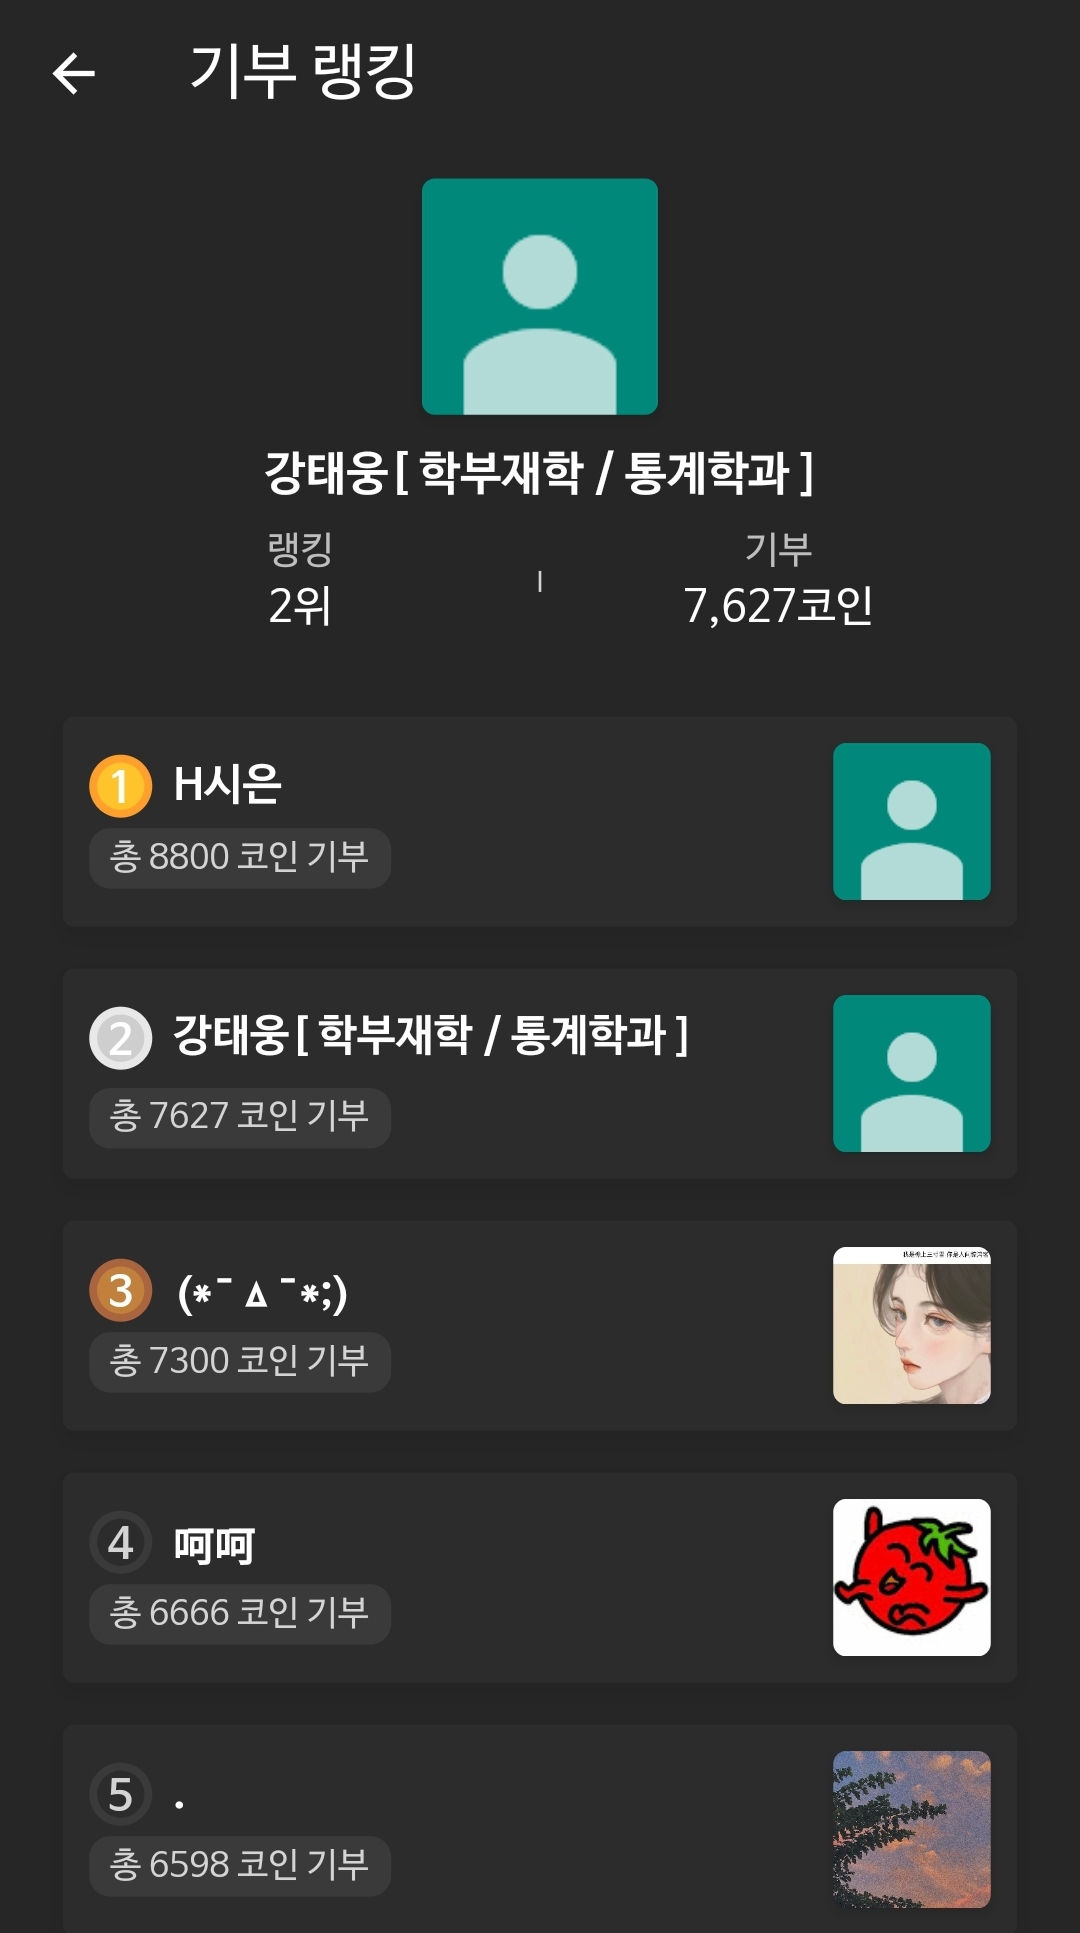 기부 랭킹
강태웅[ 학부재학 / 통계학과 ]
랭킹
2위
기부
7,627코인
1 H시은
총 8800 코인 기부
2 강태웅[ 학부재학 / 통계학과 ]
총 7627 코인 기부
3 (*¯ ㅿ ¯*;)
총 7300 코인 기부
4 呵呵
총 6666 코인 기부
5 .
총 6598 코인 기부